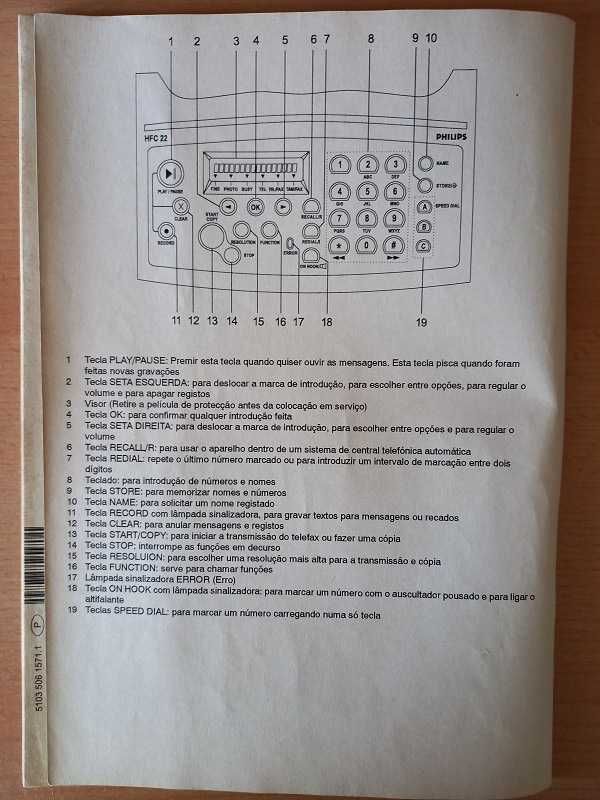 1 2 3 4 5 6 7 8 9 10
HFC 22
PHILIPS
TIME PHOTO BUSY TEL TEL/FAX TAM/FAX
PLAY / PAUSE
CLEAR
RECORD
START
COPY
OK
RESOLUTION
STOP
FUNCTION
ERROR
RECALL/R
REDIAL/II
ON HOOK/
1 2 3
ABC DEF
4 5 6
GHI JKL MNO
7 8 9
PQRS TUV WXYZ
* 0 #
NAME
STORE/
SPEED DIAL
A
B
C
11 12 13 14 15 16 17 18 19
1 Tecla PLAY/PAUSE: Premir esta tecla quando quiser ouvir as mensagens. Esta tecla pisca quando foram
feitas novas gravações
2 Tecla SETA ESQUERDA: para deslocar a marca de introdução, para escolher entre opções, para regular o
volume e para apagar registos
3 Visor (Retire a película de protecção antes da colocação em serviço)
4 Tecla OK: para confirmar qualquer introdução feita
5 Tecla SETA DIREITA: para deslocar a marca de introdução, para escolher entre opções e para regular o
volume
6 Tecla RECALL/R: para usar o aparelho dentro de um sistema de central telefónica automática
7 Tecla REDIAL: repete o último número marcado ou para introduzir um intervalo de marcação entre dois
dígitos
8 Teclado: para introdução de números e nomes
9 Tecla STORE: para memorizar nomes e números
10 Tecla NAME: para solicitar um nome registado
11 Tecla RECORD com lâmpada sinalizadora, para gravar textos para mensagens ou recados
12 Tecla CLEAR: para anular mensagens e registos
13 Tecla START/COPY: para iniciar a transmissão do telefax ou fazer uma cópia
14 Tecla STOP: interrompe as funções em decurso
15 Tecla RESOLUION: para escolher uma resolução mais alta para a transmissão e cópia
16 Tecla FUNCTION: serve para chamar funções
17 Lâmpada sinalizadora ERROR (Erro)
18 Tecla ON HOOK com lâmpada sinalizadora: para marcar um número com o auscultador pousado e para ligar o
altifalante
19 Teclas SPEED DIAL: para marcar um número carregando numa só tecla
5103 506 1571.1 P